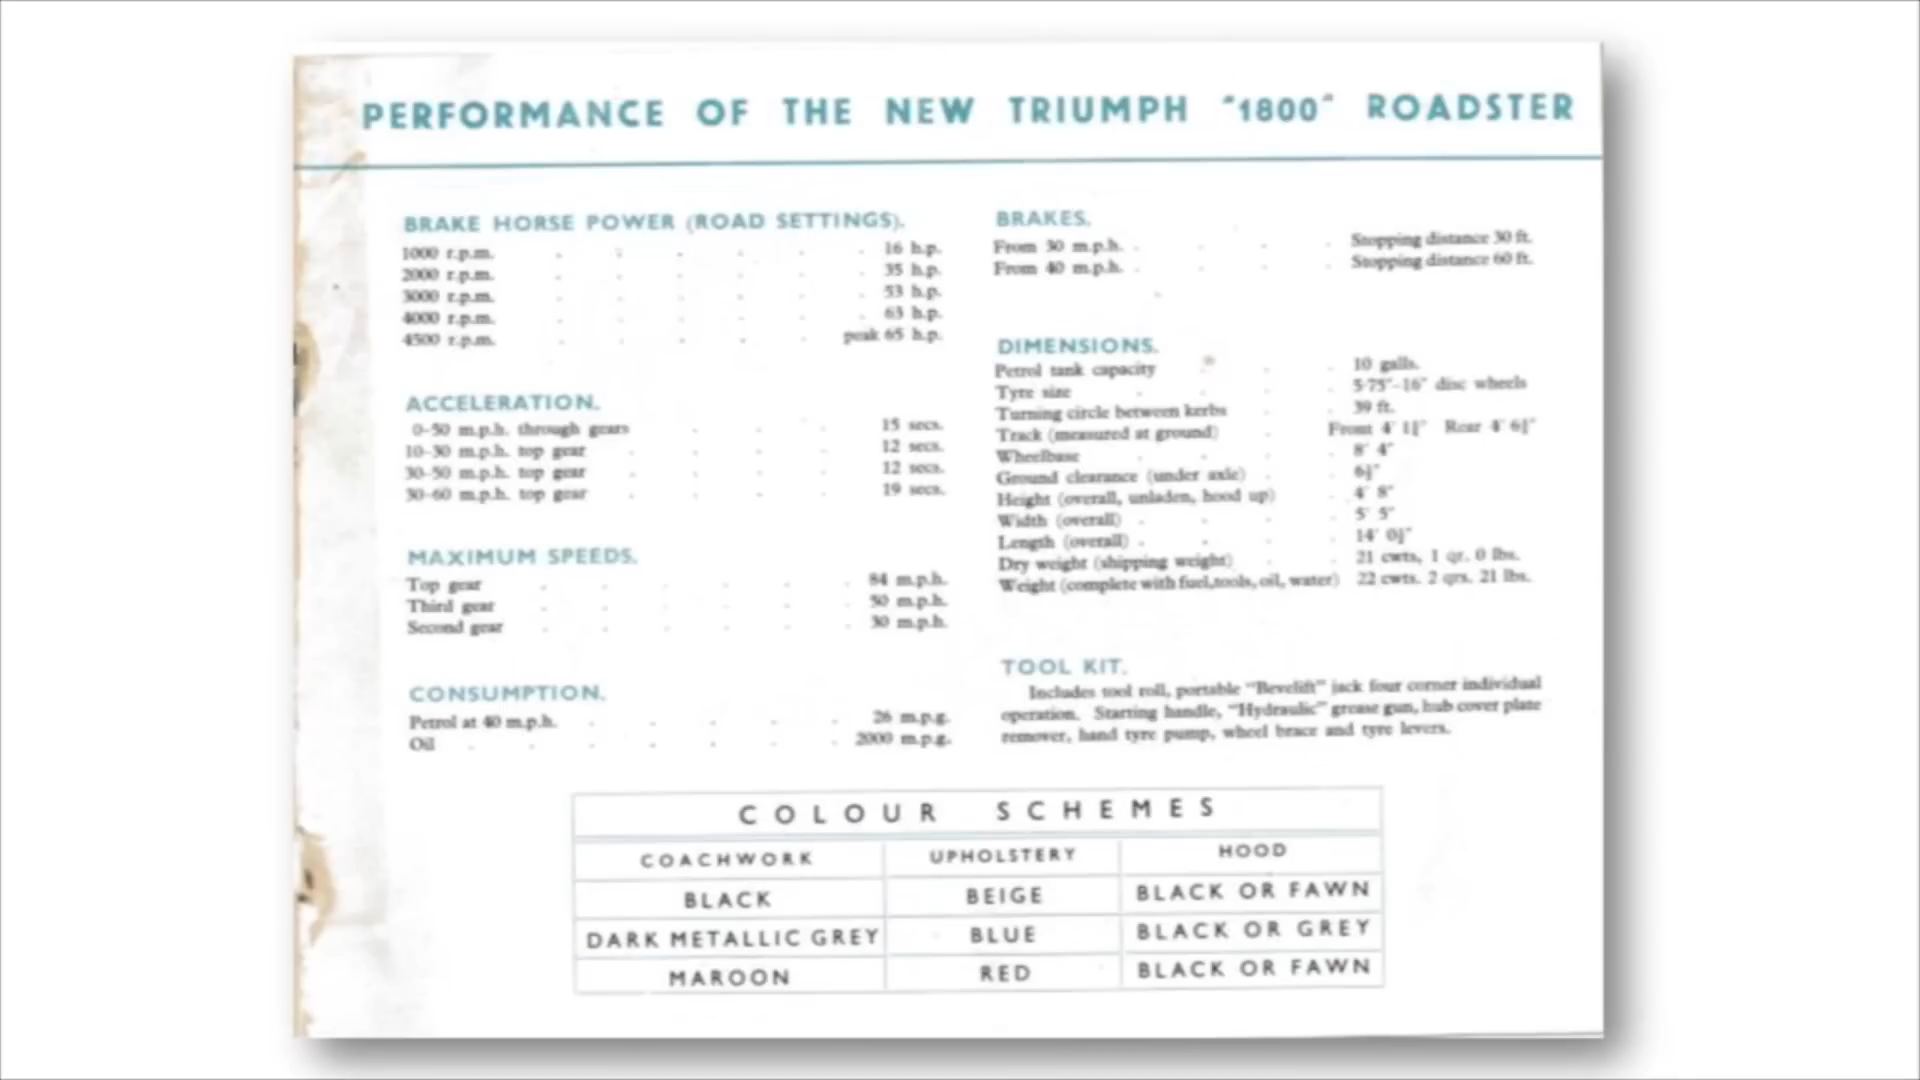 PERFORMANCE OF THE NEW TRIUMPH "1800" ROADSTER
BRAKE HORSE POWER (ROAD SETTINGS).
1000 r.p.m. 16 h.p.
2000 r.p.m. 35 h.p.
3000 r.p.m. 53 h.p.
4000 r.p.m. 63 h.p.
4500 r.p.m. peak 65 h.p.
ACCELERATION.
0-50 m.p.h. through gears 15 secs.
10-30 m.p.h. top gear 12 secs.
30-50 m.p.h. top gear 12 secs.
30-60 m.p.h. top gear 19 secs.
MAXIMUM SPEEDS.
Top gear 84 m.p.h.
Third gear 50 m.p.h.
Second gear 30 m.p.h.
CONSUMPTION.
Petrol at 40 m.p.h. 26 m.p.g.
Oil 2000 m.p.g.
BRAKES.
From 30 m.p.h. Stopping distance 30 ft.
From 40 m.p.h. Stopping distance 60 ft.
DIMENSIONS.
Petrol tank capacity 10 galls.
Tyre size 5·75"-16" disc wheels
Turning circle between kerbs 39 ft.
Track (measured at ground) Front 4' Rear 4'
Wheelbase 8' 4"
Ground clearance (under axle)
Height (overall, unladen, hood up) 4' 8"
Width (overall) 5' 5"
Length (overall) 14'
Dry weight (shipping weight) 21 cwts, 1 qr. 0 lbs.
Weight (complete with fuel,tools, oil, water) 22 cwts. 2 qrs. 21 lbs.
TOOL KIT.
Includes tool roll, portable "Bevelift" jack four corner individual
operation. Starting handle, "Hydraulic" grease gun, hub cover plate
remover, hand tyre pump, wheel brace and tyre levers.
COLOUR SCHEMES
COACHWORK UPHOLSTERY HOOD
BLACK BEIGE BLACK OR FAWN
DARK METALLIC GREY BLUE BLACK OR GREY
MAROON RED BLACK OR FAWN